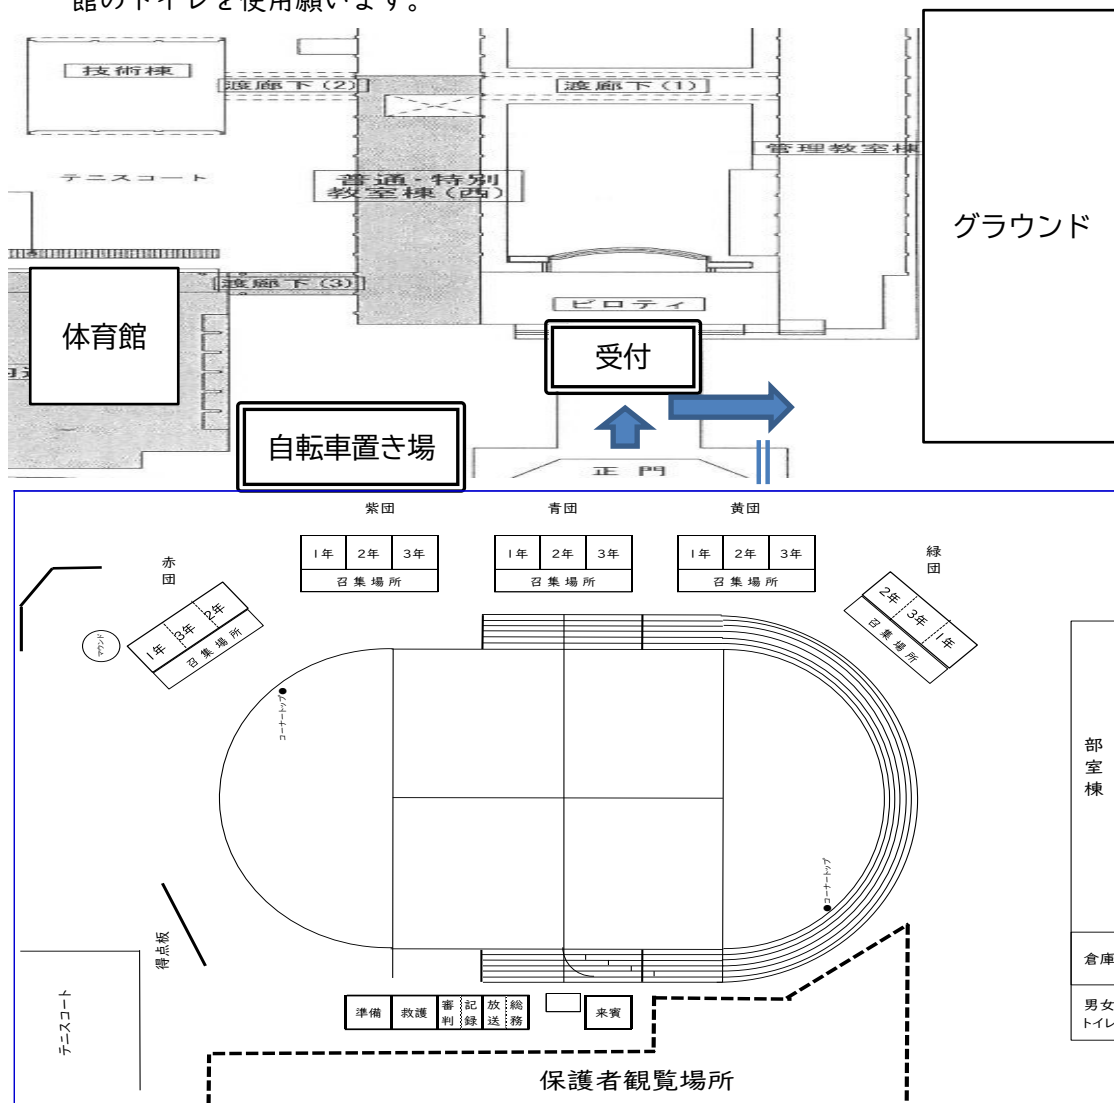 館のトイレを使用願います。
技術棟
渡廊下(2)
渡廊下(1)
管理教室棟
テニスコート
普通・特別
教室棟(西)
グラウンド
渡廊下(3)
ピロティ
体育館
受付
自転車置き場
正門
紫団
青団
黄団
赤団
緑団
1年 2年 3年
召集場所
1年 2年 3年
召集場所
1年 2年 3年
召集場所
1年 3年 2年
召集場所
2年 3年 1年
召集場所
マウンド
コーナートップ
部室棟
コーナートップ
得点板
倉庫
テニスコート
準備
救護
審判
記録
放送
総務
来賓
男女
トイレ
保護者観覧場所